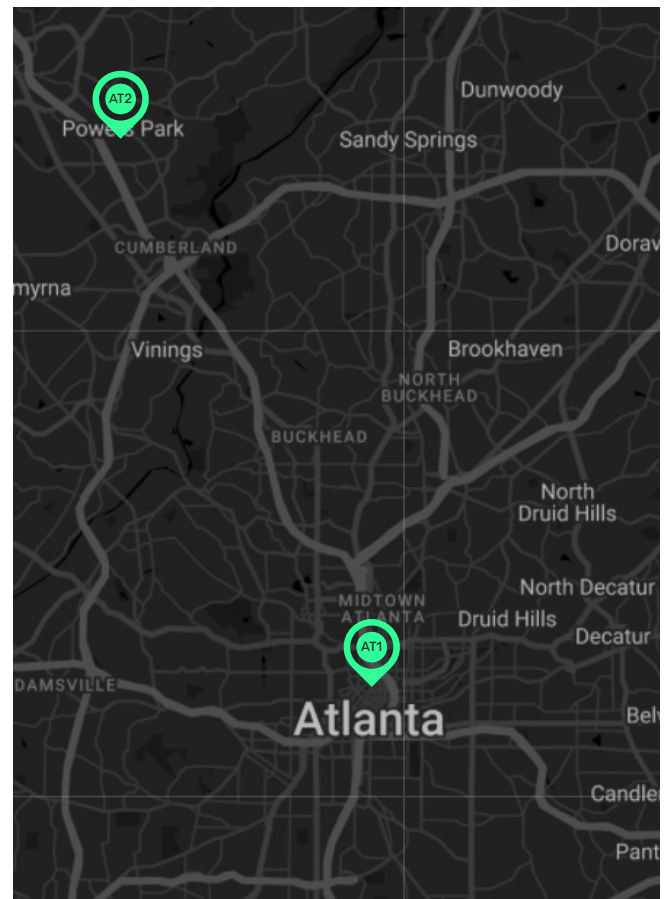 Dunwoody
AT2
Powers Park
Sandy Springs
CUMBERLAND
Dorav
myrna
Vinings
Brookhaven
NORTH
BUCKHEAD
BUCKHEAD
North
Druid Hills
North Decatur
MIDTOWN
ATLANTA
Druid Hills
Decatur
AT1
DAMSVILLE
Atlanta
Belv
Candler
Pant